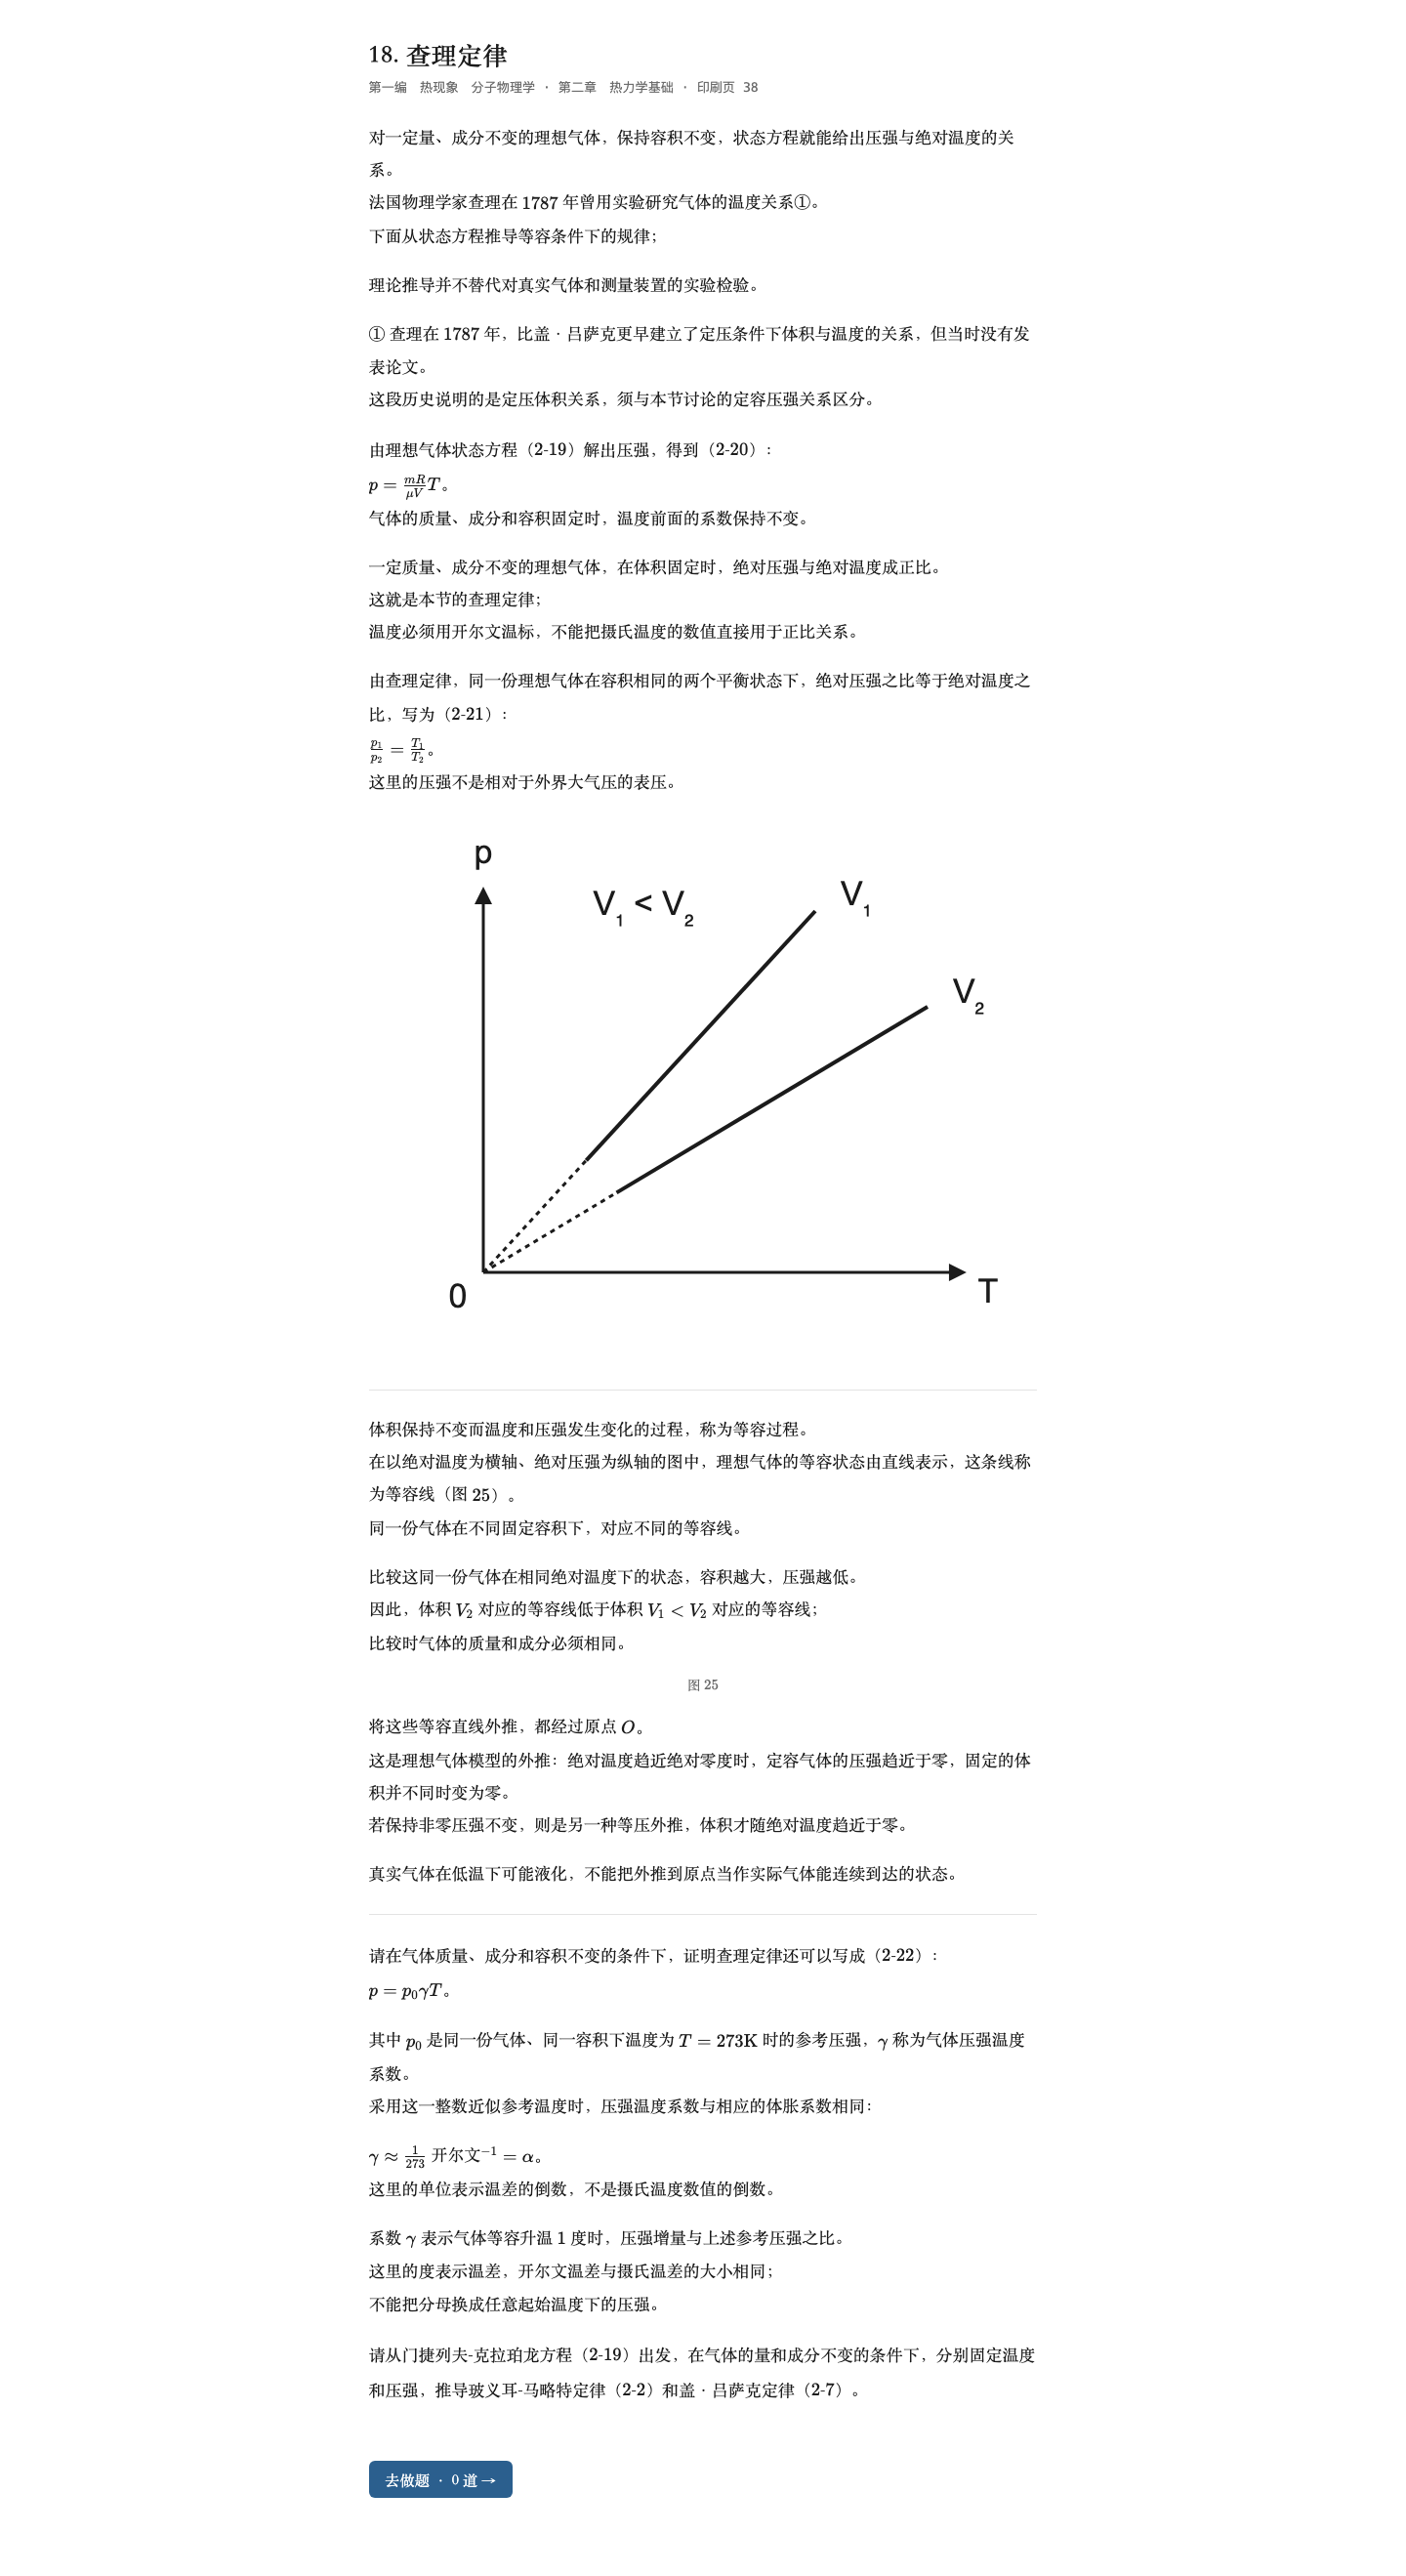 18. 查理定律
第一编　热现象　分子物理学 · 第二章　热力学基础 · 印刷页 38
对一定量、成分不变的理想气体，保持容积不变，状态方程就能给出压强与绝对温度的关
系。
法国物理学家查理在 1787 年曾用实验研究气体的温度关系①。
下面从状态方程推导等容条件下的规律；
理论推导并不替代对真实气体和测量装置的实验检验。
① 查理在 1787 年，比盖·吕萨克更早建立了定压条件下体积与温度的关系，但当时没有发
表论文。
这段历史说明的是定压体积关系，须与本节讨论的定容压强关系区分。
由理想气体状态方程（2-19）解出压强，得到（2-20）：
$p = \frac{mR}{\mu V}T$。
气体的质量、成分和容积固定时，温度前面的系数保持不变。
一定质量、成分不变的理想气体，在体积固定时，绝对压强与绝对温度成正比。
这就是本节的查理定律；
温度必须用开尔文温标，不能把摄氏温度的数值直接用于正比关系。
由查理定律，同一份理想气体在容积相同的两个平衡状态下，绝对压强之比等于绝对温度之
比，写为（2-21）：
$\frac{p_1}{p_2} = \frac{T_1}{T_2}$。
这里的压强不是相对于外界大气压的表压。
p
V₁ < V₂
V₁
V₂
0
T
体积保持不变而温度和压强发生变化的过程，称为等容过程。
在以绝对温度为横轴、绝对压强为纵轴的图中，理想气体的等容状态由直线表示，这条线称
为等容线（图 25）。
同一份气体在不同固定容积下，对应不同的等容线。
比较这同一份气体在相同绝对温度下的状态，容积越大，压强越低。
因此，体积 $V_2$ 对应的等容线低于体积 $V_1 < V_2$ 对应的等容线；
比较时气体的质量和成分必须相同。
图 25
将这些等容直线外推，都经过原点 $O$。
这是理想气体模型的外推：绝对温度趋近绝对零度时，定容气体的压强趋近于零，固定的体
积并不同时变为零。
若保持非零压强不变，则是另一种等压外推，体积才随绝对温度趋近于零。
真实气体在低温下可能液化，不能把外推到原点当作实际气体能连续到达的状态。
请在气体质量、成分和容积不变的条件下，证明查理定律还可以写成（2-22）：
$p = p_0 \gamma T$。
其中 $p_0$ 是同一份气体、同一容积下温度为 $T = 273\text{K}$ 时的参考压强，$\gamma$ 称为气体压强温度
系数。
采用这一整数近似参考温度时，压强温度系数与相应的体胀系数相同：
$\gamma \approx \frac{1}{273}$ 开尔文$^{-1} = \alpha$。
这里的单位表示温差的倒数，不是摄氏温度数值的倒数。
系数 $\gamma$ 表示气体等容升温 1 度时，压强增量与上述参考压强之比。
这里的度表示温差，开尔文温差与摄氏温差的大小相同；
不能把分母换成任意起始温度下的压强。
请从门捷列夫-克拉珀龙方程（2-19）出发，在气体的量和成分不变的条件下，分别固定温度
和压强，推导玻义耳-马略特定律（2-2）和盖·吕萨克定律（2-7）。
去做题 · 0 道 →